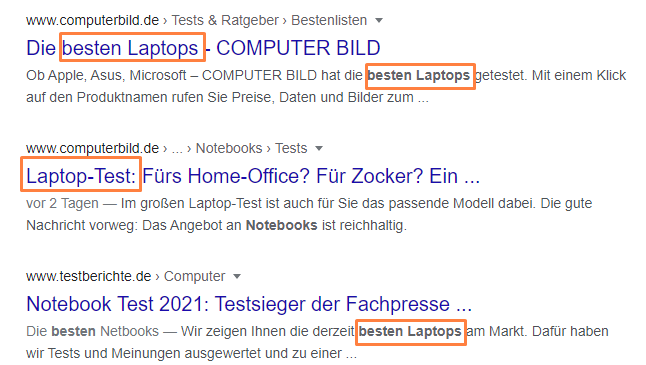 www.computerbild.de › Tests & Ratgeber › Bestenlisten
Die besten Laptops - COMPUTER BILD
Ob Apple, Asus, Microsoft – COMPUTER BILD hat die besten Laptops getestet. Mit einem Klick
auf den Produktnamen rufen Sie Preise, Daten und Bilder zum ...
www.computerbild.de › ... › Notebooks › Tests
Laptop-Test: Fürs Home-Office? Für Zocker? Ein ...
vor 2 Tagen — Im großen Laptop-Test ist auch für Sie das passende Modell dabei. Die gute
Nachricht vorweg: Das Angebot an Notebooks ist reichhaltig.
www.testberichte.de › Computer
Notebook Test 2021: Testsieger der Fachpresse ...
Die besten Netbooks — Wir zeigen Ihnen die derzeit besten Laptops am Markt. Dafür haben
wir Tests und Meinungen ausgewertet und zu einer ...